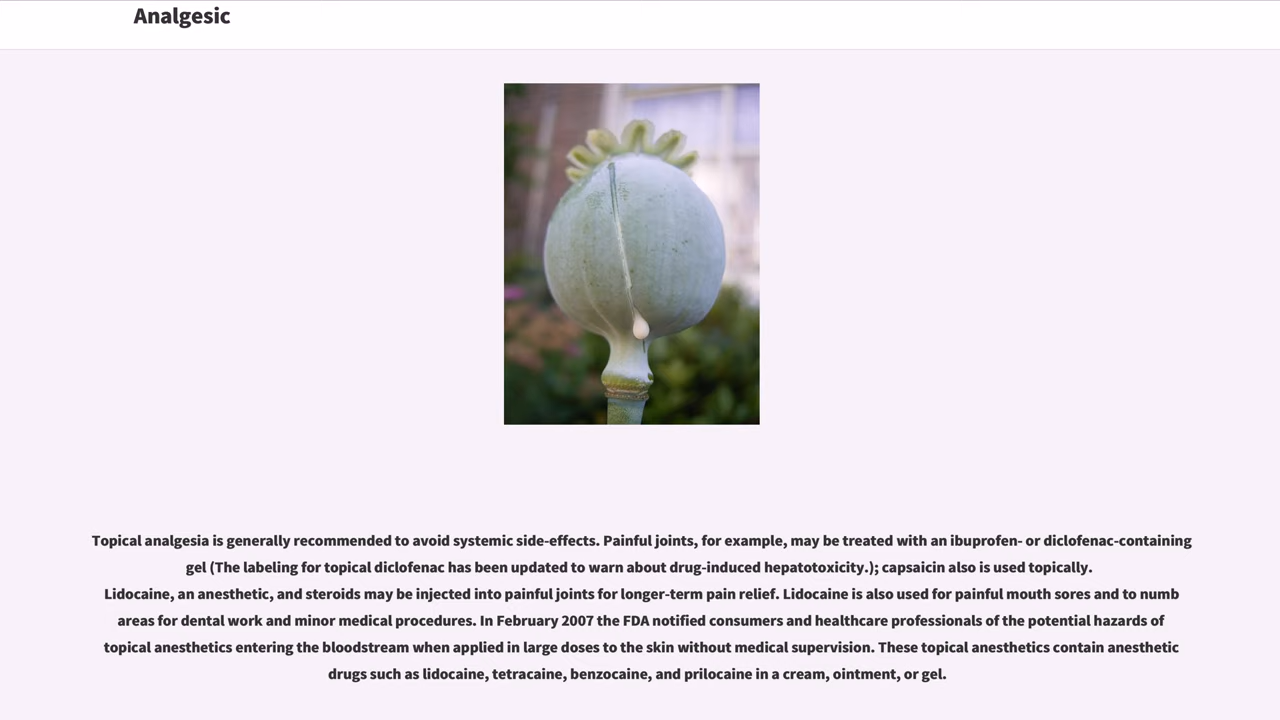 Analgesic
Topical analgesia is generally recommended to avoid systemic side-effects. Painful joints, for example, may be treated with an ibuprofen- or diclofenac-containing
gel (The labeling for topical diclofenac has been updated to warn about drug-induced hepatotoxicity.); capsaicin also is used topically.
Lidocaine, an anesthetic, and steroids may be injected into painful joints for longer-term pain relief. Lidocaine is also used for painful mouth sores and to numb
areas for dental work and minor medical procedures. In February 2007 the FDA notified consumers and healthcare professionals of the potential hazards of
topical anesthetics entering the bloodstream when applied in large doses to the skin without medical supervision. These topical anesthetics contain anesthetic
drugs such as lidocaine, tetracaine, benzocaine, and prilocaine in a cream, ointment, or gel.